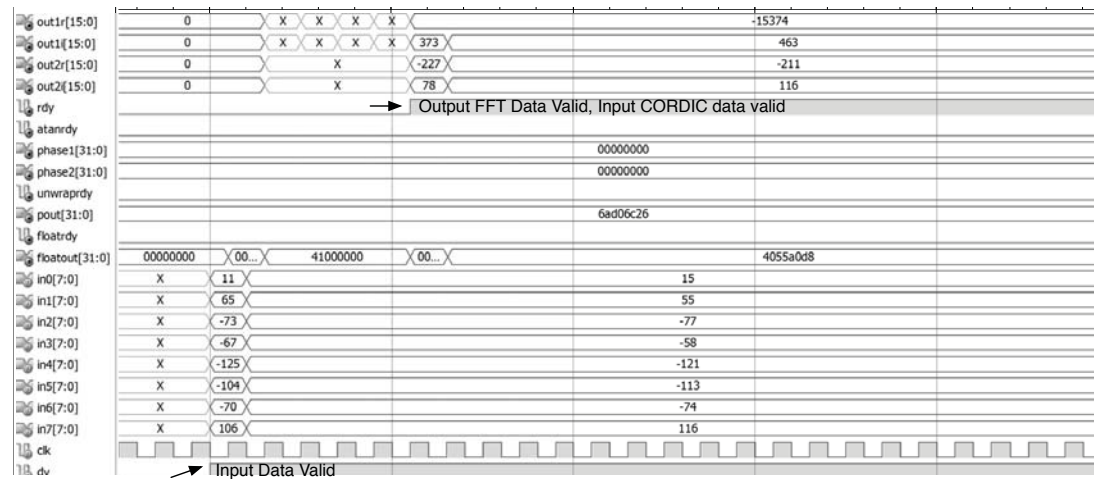 out1r[15:0] 0 X X X X -15374
out1i[15:0] 0 X X X X 373 463
out2r[15:0] 0 X -227 -211
out2i[15:0] 0 X 78 116
rdy Output FFT Data Valid, Input CORDIC data valid
atanrdy
phase1[31:0] 00000000
phase2[31:0] 00000000
unwraprdy
pout[31:0] 6ad06c26
floatrdy
floatout[31:0] 00000000 00... 41000000 00... 4055a0d8
in0[7:0] X 11 15
in1[7:0] X 65 55
in2[7:0] X -73 -77
in3[7:0] X -67 -58
in4[7:0] X -125 -121
in5[7:0] X -104 -113
in6[7:0] X -70 -74
in7[7:0] X 106 116
clk
dv Input Data Valid